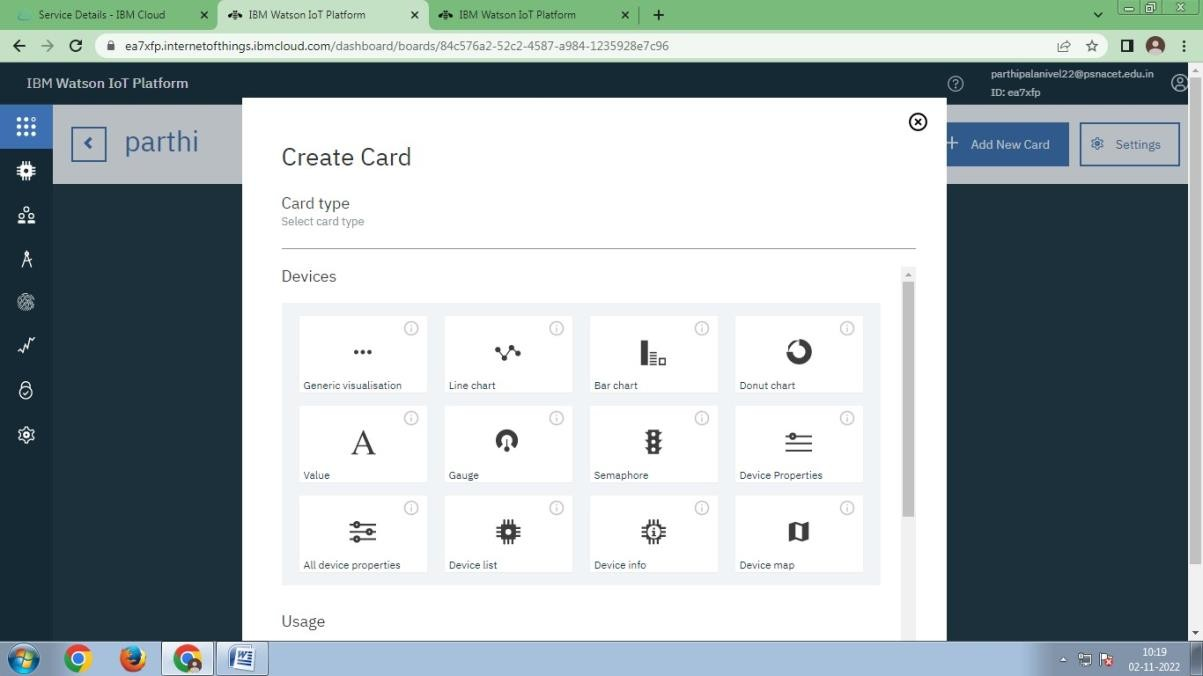 Service Details - IBM Cloud
IBM Watson IoT Platform
IBM Watson IoT Platform
ea7xfp.internetofthings.ibmcloud.com/dashboard/boards/84c576a2-52c2-4587-a984-1235928e7c96
IBM Watson IoT Platform
parthipalanivel22@psnacet.edu.in
ID: ea7xfp
parthi
Add New Card
Settings
Create Card
Card type
Select card type
Devices
Generic visualisation
Line chart
Bar chart
Donut chart
A
Value
Gauge
Semaphore
Device Properties
All device properties
Device list
Device info
Device map
Usage
10:19
02-11-2022